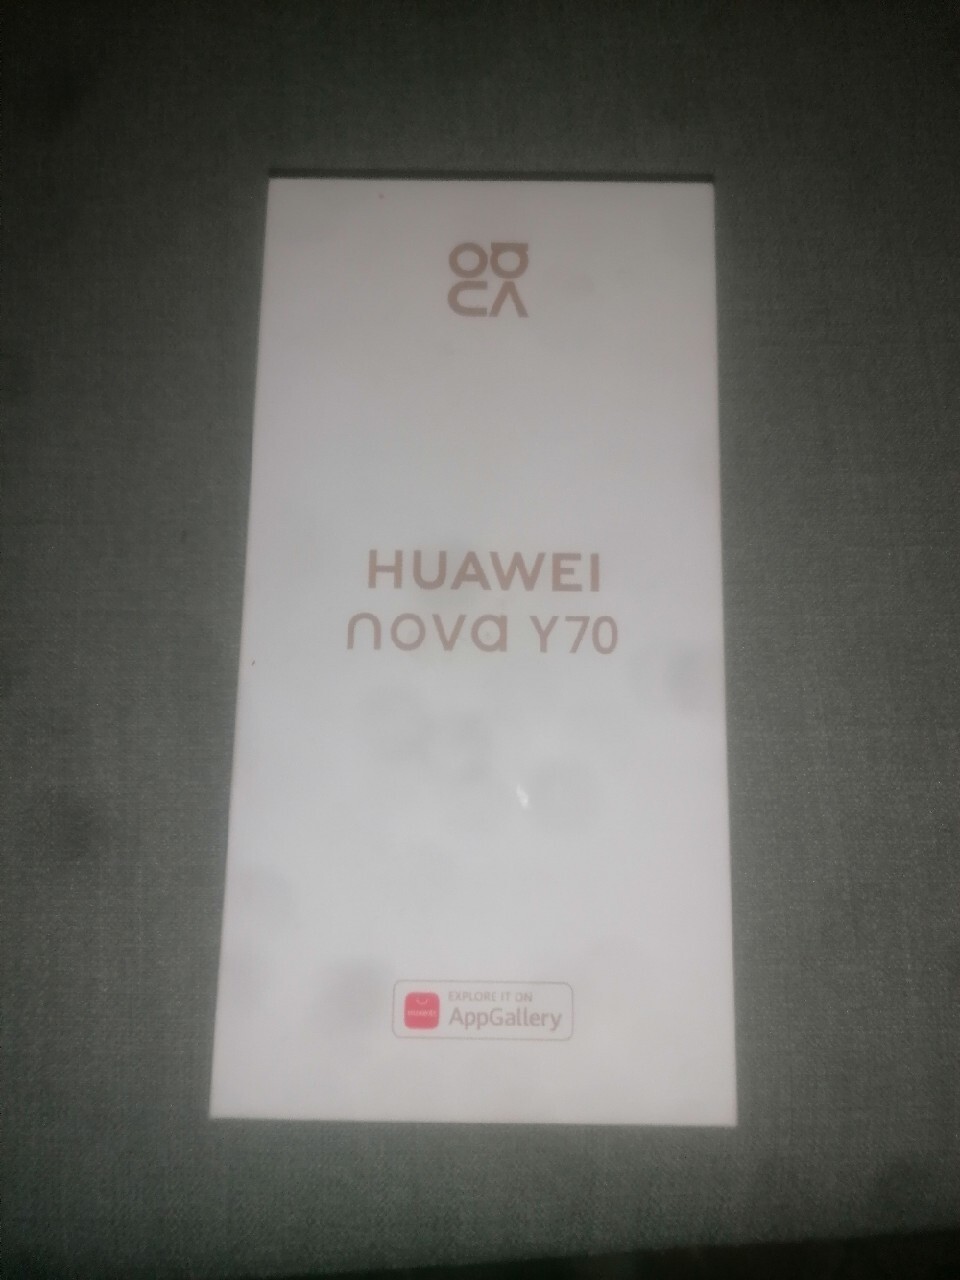 HUAWEI
nova Y70
EXPLORE IT ON
AppGallery